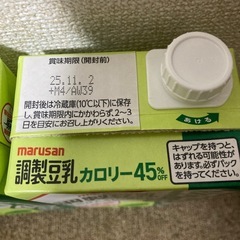 賞味期限(開封前)
25.11.2
+M4/AW39
開封後は冷蔵庫(10℃以下)に保存
し、賞味期限にかかわらず、2〜3
日を目安にお召し上がりください。
あける
marusan
調製豆乳 カロリー45%OFF
キャップを持つと、
はずれる可能性が
あります。必ずパック
を持ってください。